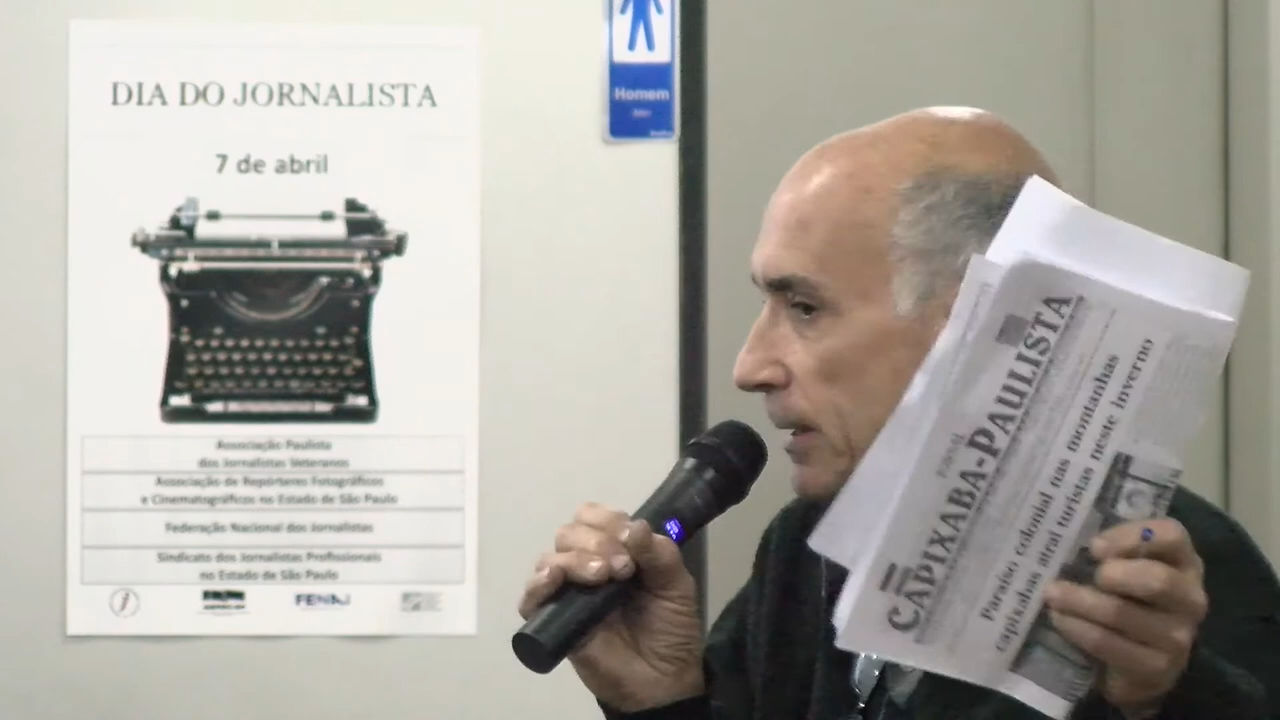 DIA DO JORNALISTA
7 de abril
Associação Paulista
dos Jornalistas Veteranos
Associação de Repórteres Fotográficos
e Cinematográficos no Estado de São Paulo
Federação Nacional dos Jornalistas
Sindicato dos Jornalistas Profissionais
no Estado de São Paulo
FENAJ
Homem
JORNAL
CAPIXABA-PAULISTA
Paraíso colonial nas montanhas
capixabas atrai turistas neste inverno